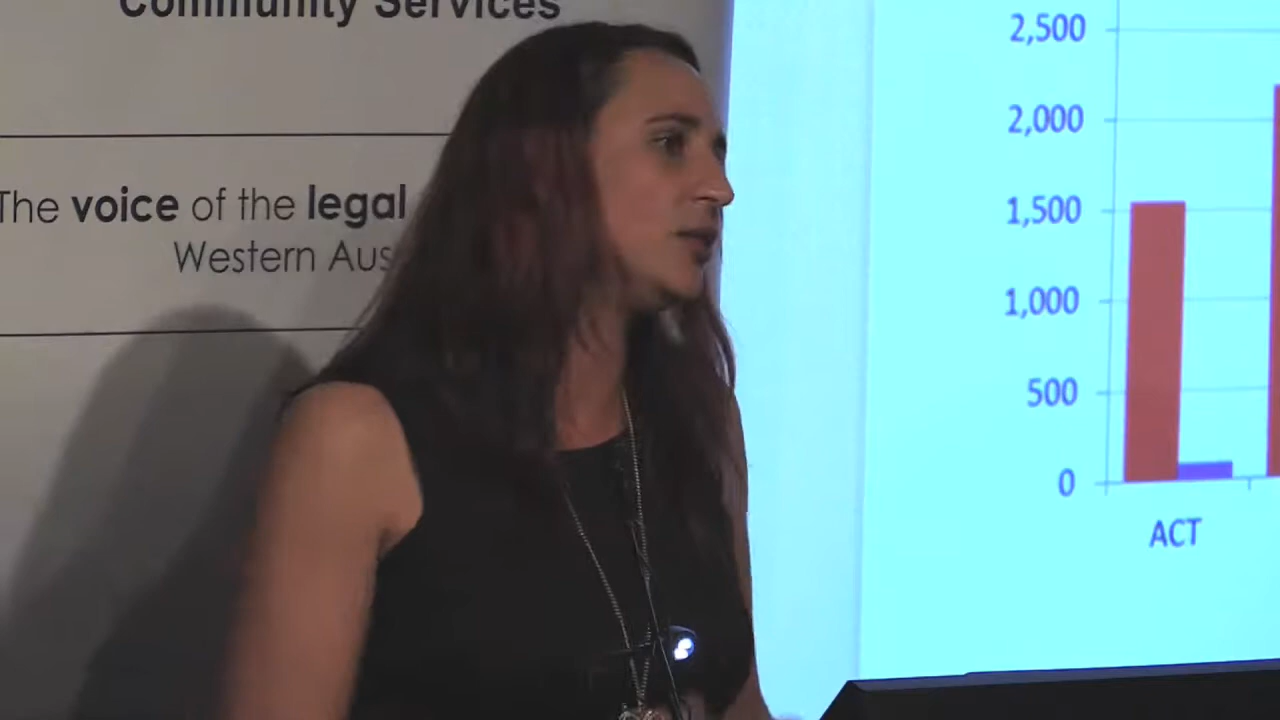 Community Services
The voice of the legal
Western Aus
2,500
2,000
1,500
1,000
500
0
ACT